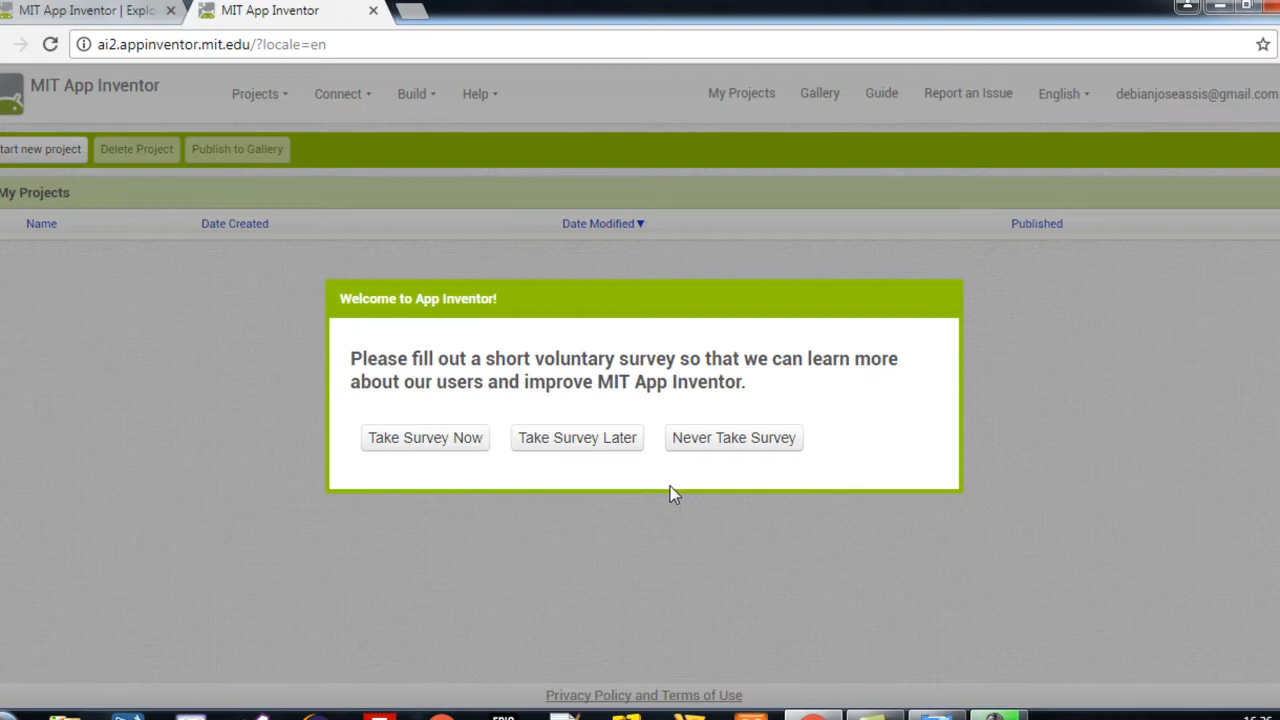 MIT App Inventor | Explo
MIT App Inventor
ai2.appinventor.mit.edu/?locale=en
MIT App Inventor
Projects
Connect
Build
Help
My Projects
Gallery
Guide
Report an Issue
English
debianjoseassis@gmail.com
tart new project
Delete Project
Publish to Gallery
My Projects
Name
Date Created
Date Modified▼
Published
Welcome to App Inventor!
Please fill out a short voluntary survey so that we can learn more
about our users and improve MIT App Inventor.
Take Survey Now
Take Survey Later
Never Take Survey
Privacy Policy and Terms of Use
EPIC